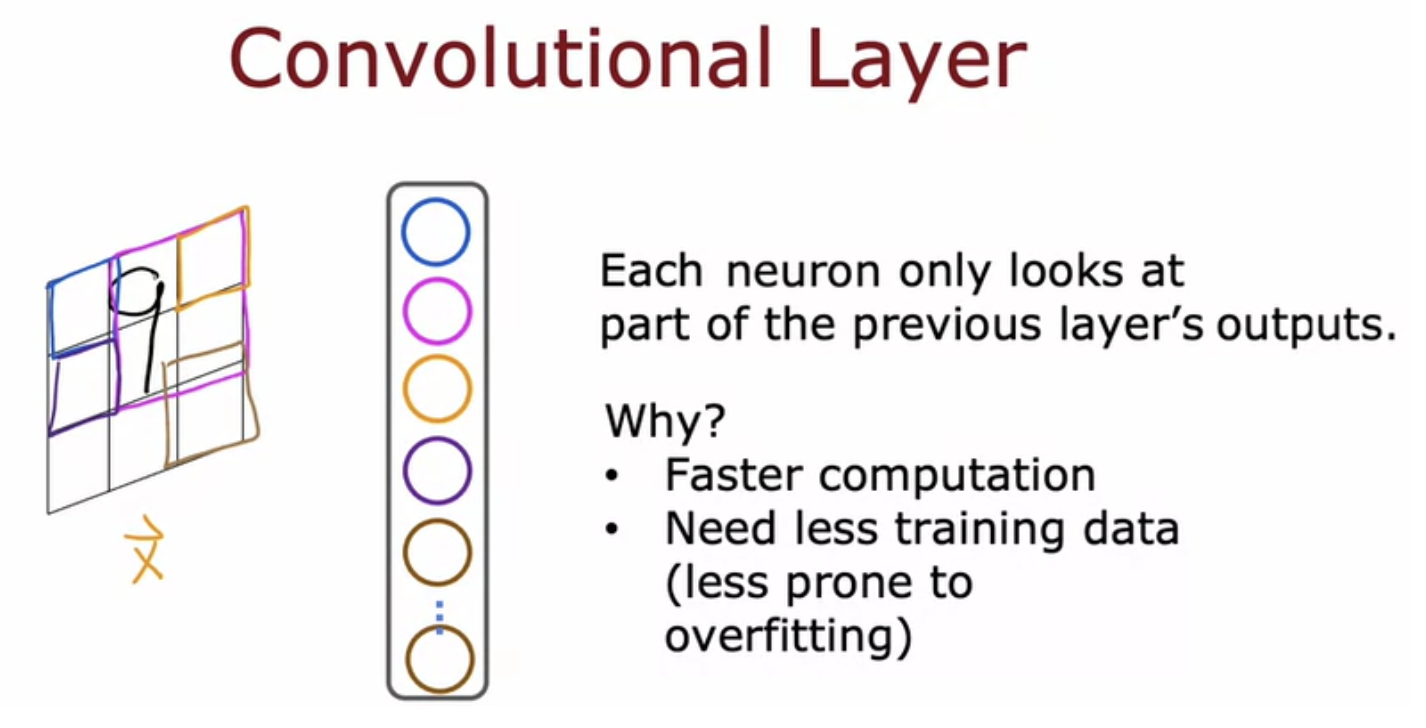 Convolutional Layer
9
x⃗
Each neuron only looks at
part of the previous layer’s outputs.
Why?
• Faster computation
• Need less training data
(less prone to
overfitting)